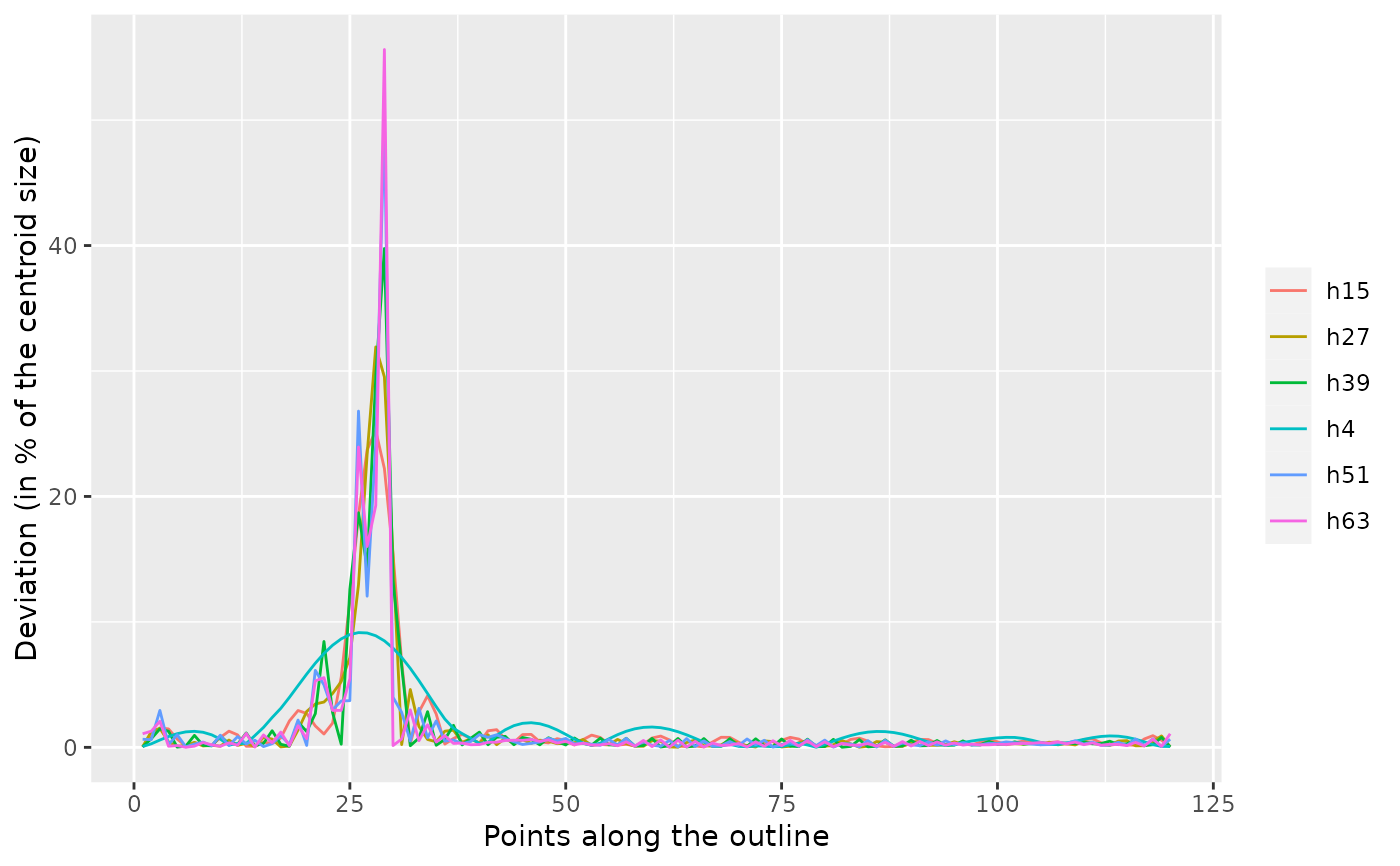 Deviation (in % of the centroid size)
40
20
0
0
25
50
75
100
125
Points along the outline
h15
h27
h39
h4
h51
h63